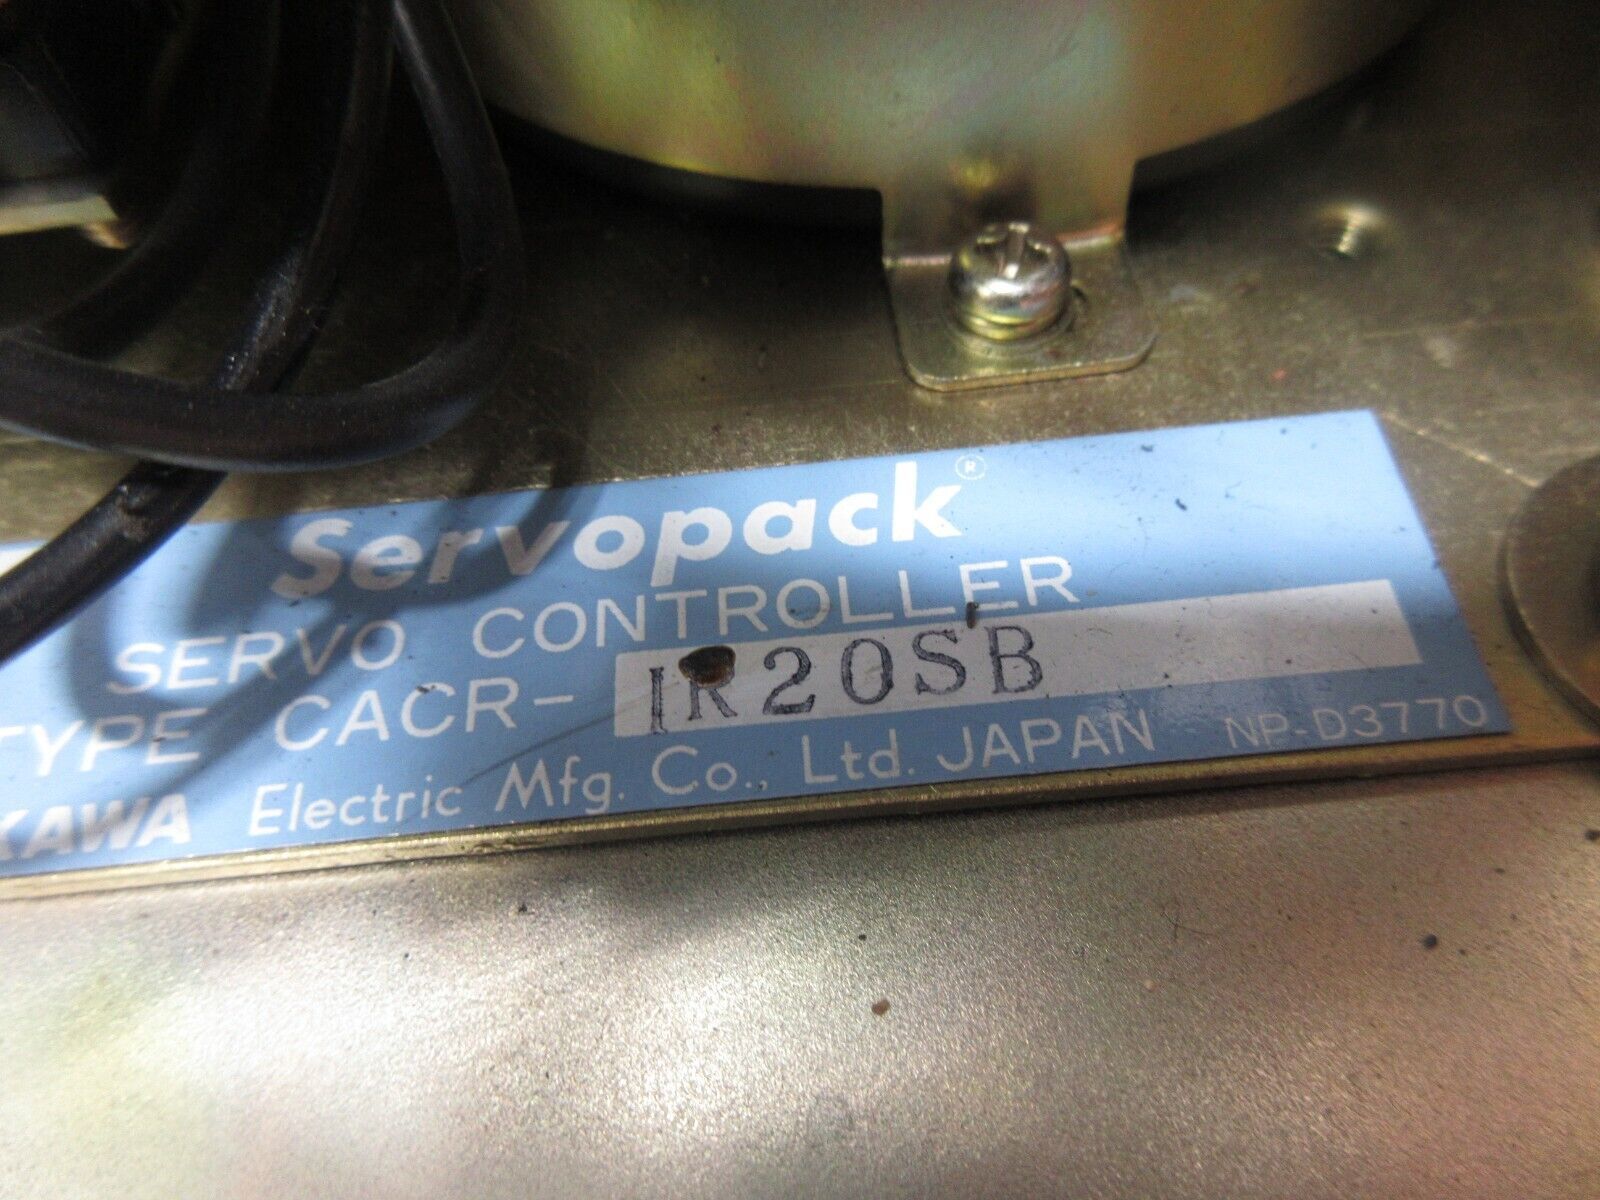 Servopack®
SERVO CONTROLLER
TYPE CACR-IR20SB
KAWA Electric Mfg. Co., Ltd. JAPAN NP-D3770